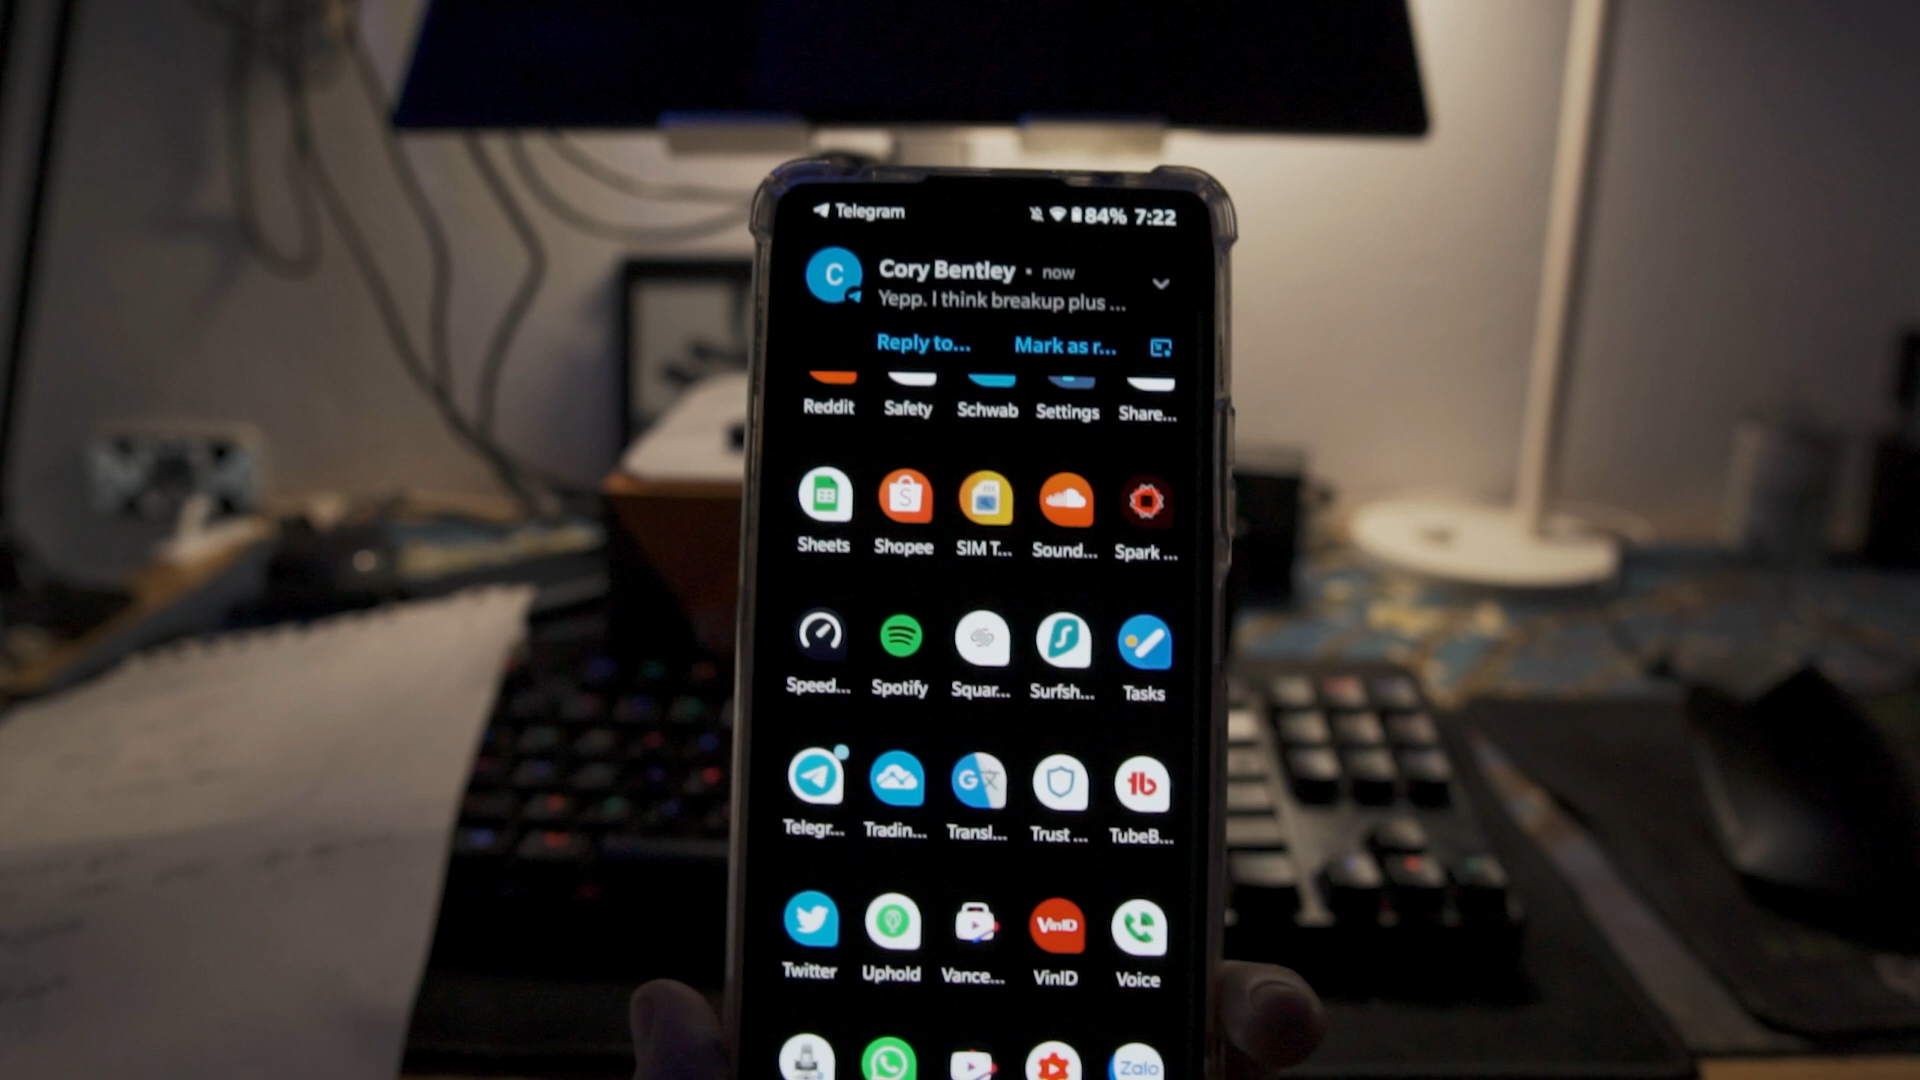 Telegram 84% 7:22
C Cory Bentley • now
Yepp. I think breakup plus ...
Reply to... Mark as r...
Reddit Safety Schwab Settings Share...
Sheets Shopee SIM T... Sound... Spark ...
Speed... Spotify Squar... Surfsh... Tasks
Telegr... Tradin... Transl... Trust ... TubeB...
VinID
Twitter Uphold Vance... VinID Voice
Zalo